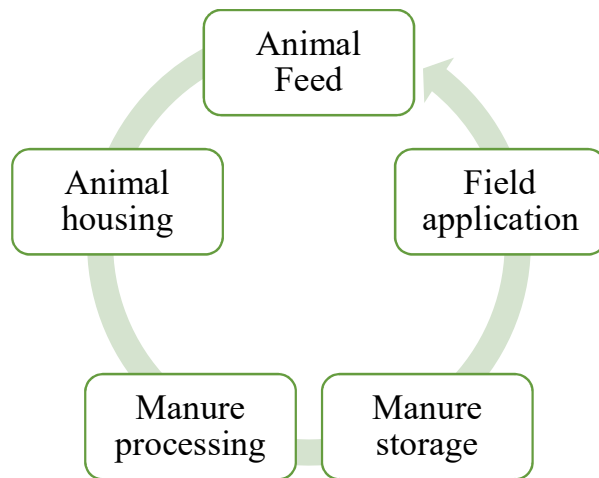 Animal
Feed
Animal
housing
Field
application
Manure
processing
Manure
storage